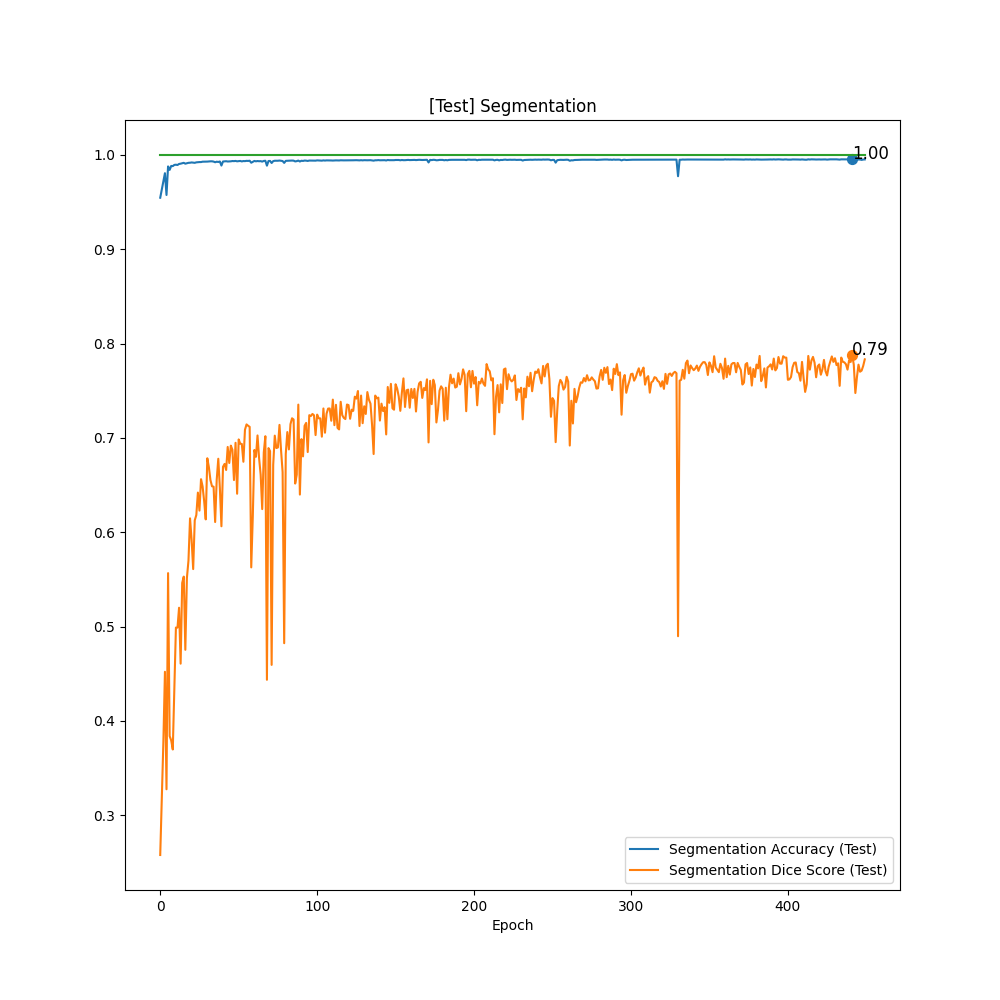 [Test] Segmentation
1.0
0.9
0.8
0.7
0.6
0.5
0.4
0.3
1.00
0.79
Segmentation Accuracy (Test)
Segmentation Dice Score (Test)
0 100 200 300 400
Epoch